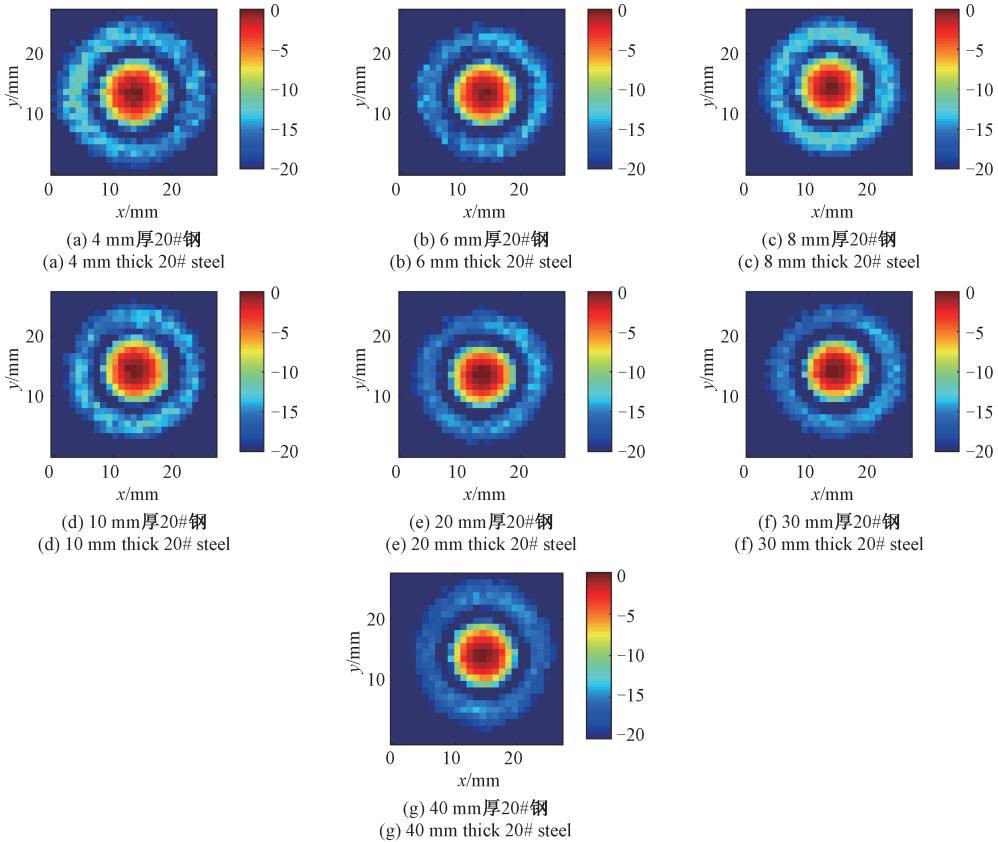 0
−5
−10
−15
−20
20
10
y/mm
0
10
20
x/mm
(a) 4 mm厚20#钢
(a) 4 mm thick 20# steel
0
−5
−10
−15
−20
20
10
y/mm
0
10
20
x/mm
(b) 6 mm厚20#钢
(b) 6 mm thick 20# steel
0
−5
−10
−15
−20
20
10
y/mm
0
10
20
x/mm
(c) 8 mm厚20#钢
(c) 8 mm thick 20# steel
0
−5
−10
−15
−20
20
10
y/mm
0
10
20
x/mm
(d) 10 mm厚20#钢
(d) 10 mm thick 20# steel
0
−5
−10
−15
−20
20
10
y/mm
0
10
20
x/mm
(e) 20 mm厚20#钢
(e) 20 mm thick 20# steel
0
−5
−10
−15
−20
20
10
y/mm
0
10
20
x/mm
(f) 30 mm厚20#钢
(f) 30 mm thick 20# steel
0
−5
−10
−15
−20
20
10
y/mm
0
10
20
x/mm
(g) 40 mm厚20#钢
(g) 40 mm thick 20# steel